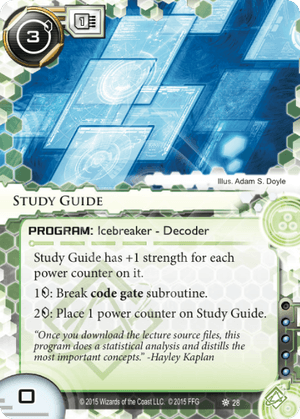 3
1
Illus. Adam S. Doyle
STUDY GUIDE
PROGRAM: Icebreaker - Decoder
Study Guide has +1 strength for each
power counter on it.
1: Break code gate subroutine.
2: Place 1 power counter on Study Guide.
"Once you download the lecture source files, this
program does a statistical analysis and distills the
most important concepts." -Hayley Kaplan
0
© 2015 Wizards of the Coast LLC. © 2015 FFG
28